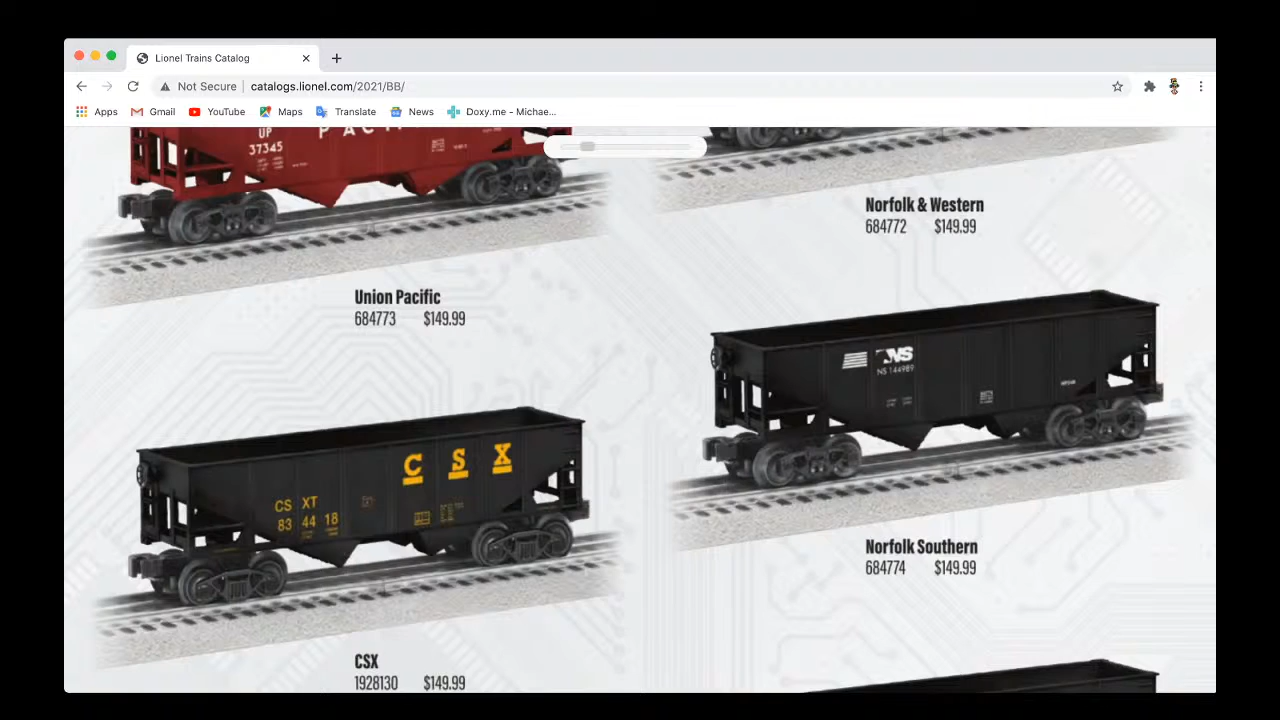 Lionel Trains Catalog
Not Secure
catalogs.lionel.com/2021/BB/
Apps
Gmail
YouTube
Maps
Translate
News
Doxy.me - Michae...
UP
37345
Norfolk & Western
684772 $149.99
Union Pacific
684773 $149.99
NS
NS 144989
C S X
CS XT
83 44 18
Norfolk Southern
684774 $149.99
CSX
1928130 $149.99